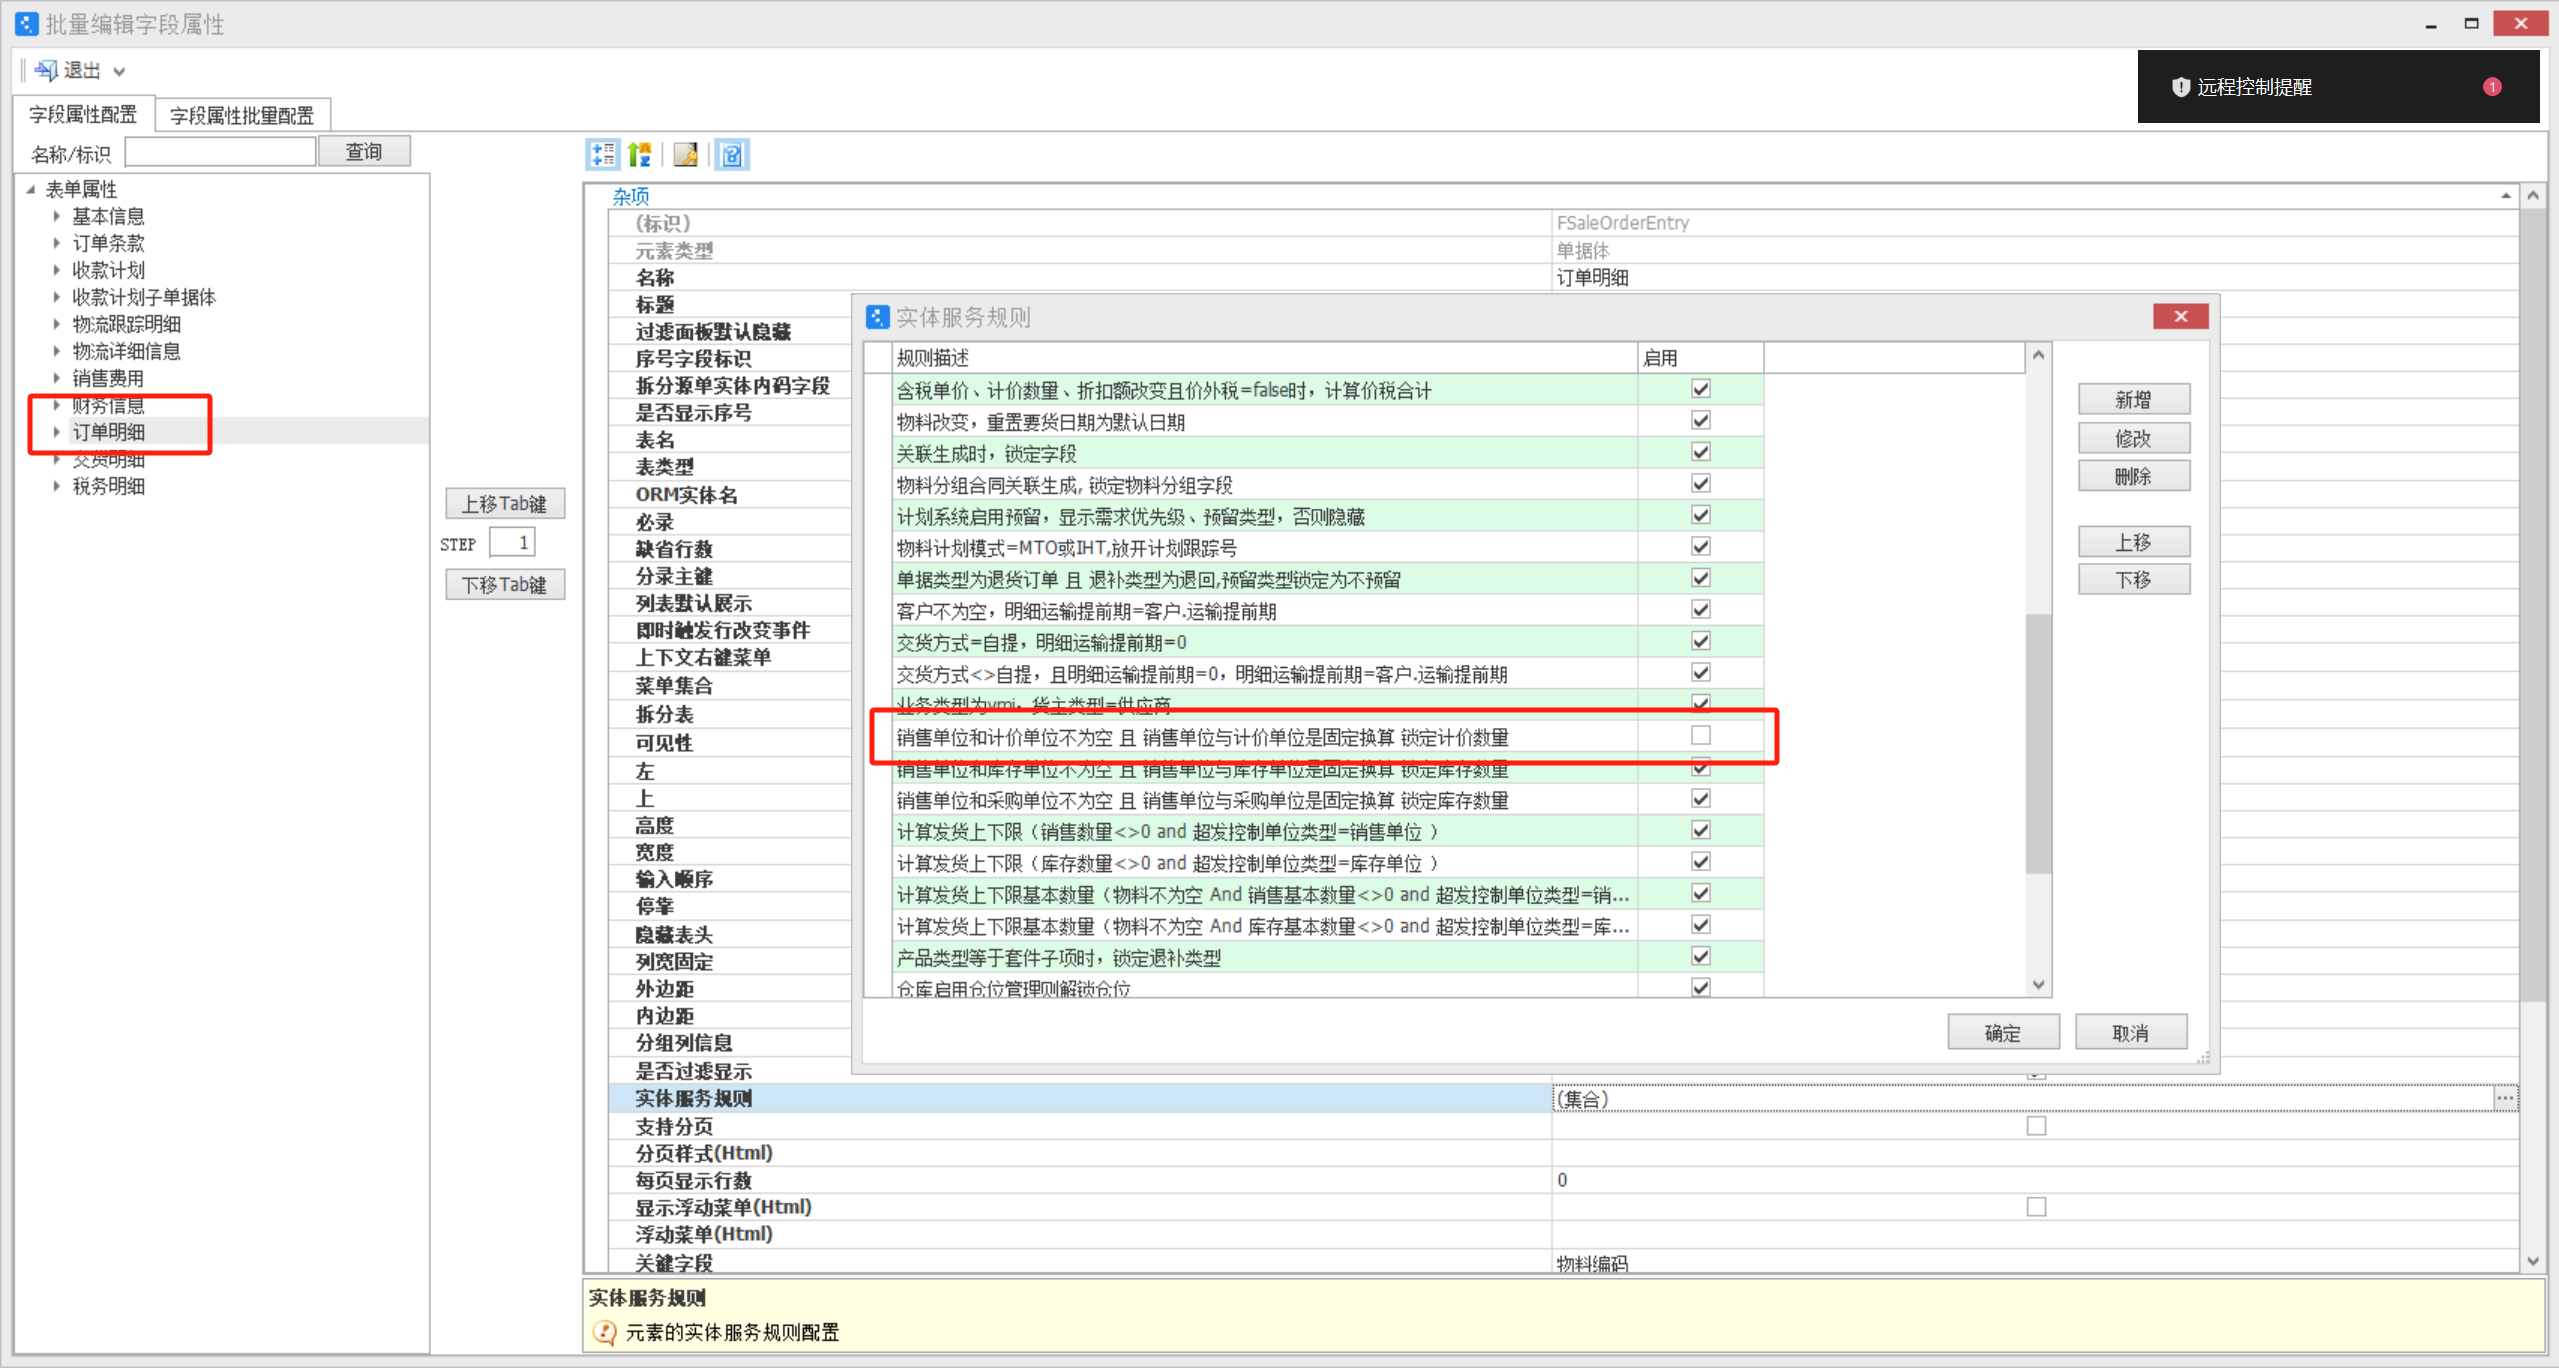 批量编辑字段属性
退出
远程控制提醒
1
字段属性配置
字段属性批量配置
名称/标识
查询
表单属性
基本信息
订单条款
收款计划
收款计划子单据体
物流跟踪明细
物流详细信息
销售费用
财务信息
订单明细
交货明细
税务明细
上移Tab键
STEP 1
下移Tab键
杂项
(标识) FSaleOrderEntry
元素类型 单据体
名称 订单明细
标题
过滤面板默认隐藏
序号字段标识
拆分源单实体内码字段
是否显示序号
表名
表类型
ORM实体名
必录
缺省行数
分录主键
列表默认展示
即时触发行改变事件
上下文右键菜单
菜单集合
拆分表
可见性
左
上
高度
宽度
输入顺序
停靠
隐藏表头
列宽固定
外边距
内边距
分组列信息
是否过滤显示
实体服务规则 (集合) ...
支持分页
分页样式(Html)
每页显示行数 0
显示浮动菜单(Html)
浮动菜单(Html)
关键字段 物料编码
实体服务规则
元素的实体服务规则配置
实体服务规则
规则描述 启用
含税单价、计价数量、折扣额改变且价外税=false时，计算价税合计
物料改变，重置要货日期为默认日期
关联生成时，锁定字段
物料分组合同关联生成, 锁定物料分组字段
计划系统启用预留，显示需求优先级、预留类型，否则隐藏
物料计划模式=MTO或IHT,放开计划跟踪号
单据类型为退货订单 且 退补类型为退回,预留类型锁定为不预留
客户不为空，明细运输提前期=客户.运输提前期
交货方式=自提，明细运输提前期=0
交货方式<>自提，且明细运输提前期=0，明细运输提前期=客户.运输提前期
业务类型为vmi，货主类型=供应商
销售单位和计价单位不为空 且 销售单位与计价单位是固定换算 锁定计价数量
销售单位和库存单位不为空 且 销售单位与库存单位是固定换算 锁定库存数量
销售单位和采购单位不为空 且 销售单位与采购单位是固定换算 锁定库存数量
计算发货上下限（销售数量<>0 and 超发控制单位类型=销售单位 ）
计算发货上下限（库存数量<>0 and 超发控制单位类型=库存单位 ）
计算发货上下限基本数量（物料不为空 And 销售基本数量<>0 and 超发控制单位类型=销...
计算发货上下限基本数量（物料不为空 And 库存基本数量<>0 and 超发控制单位类型=库...
产品类型等于套件子项时，锁定退补类型
仓库启用仓位管理则解锁仓位
新增
修改
删除
上移
下移
确定
取消